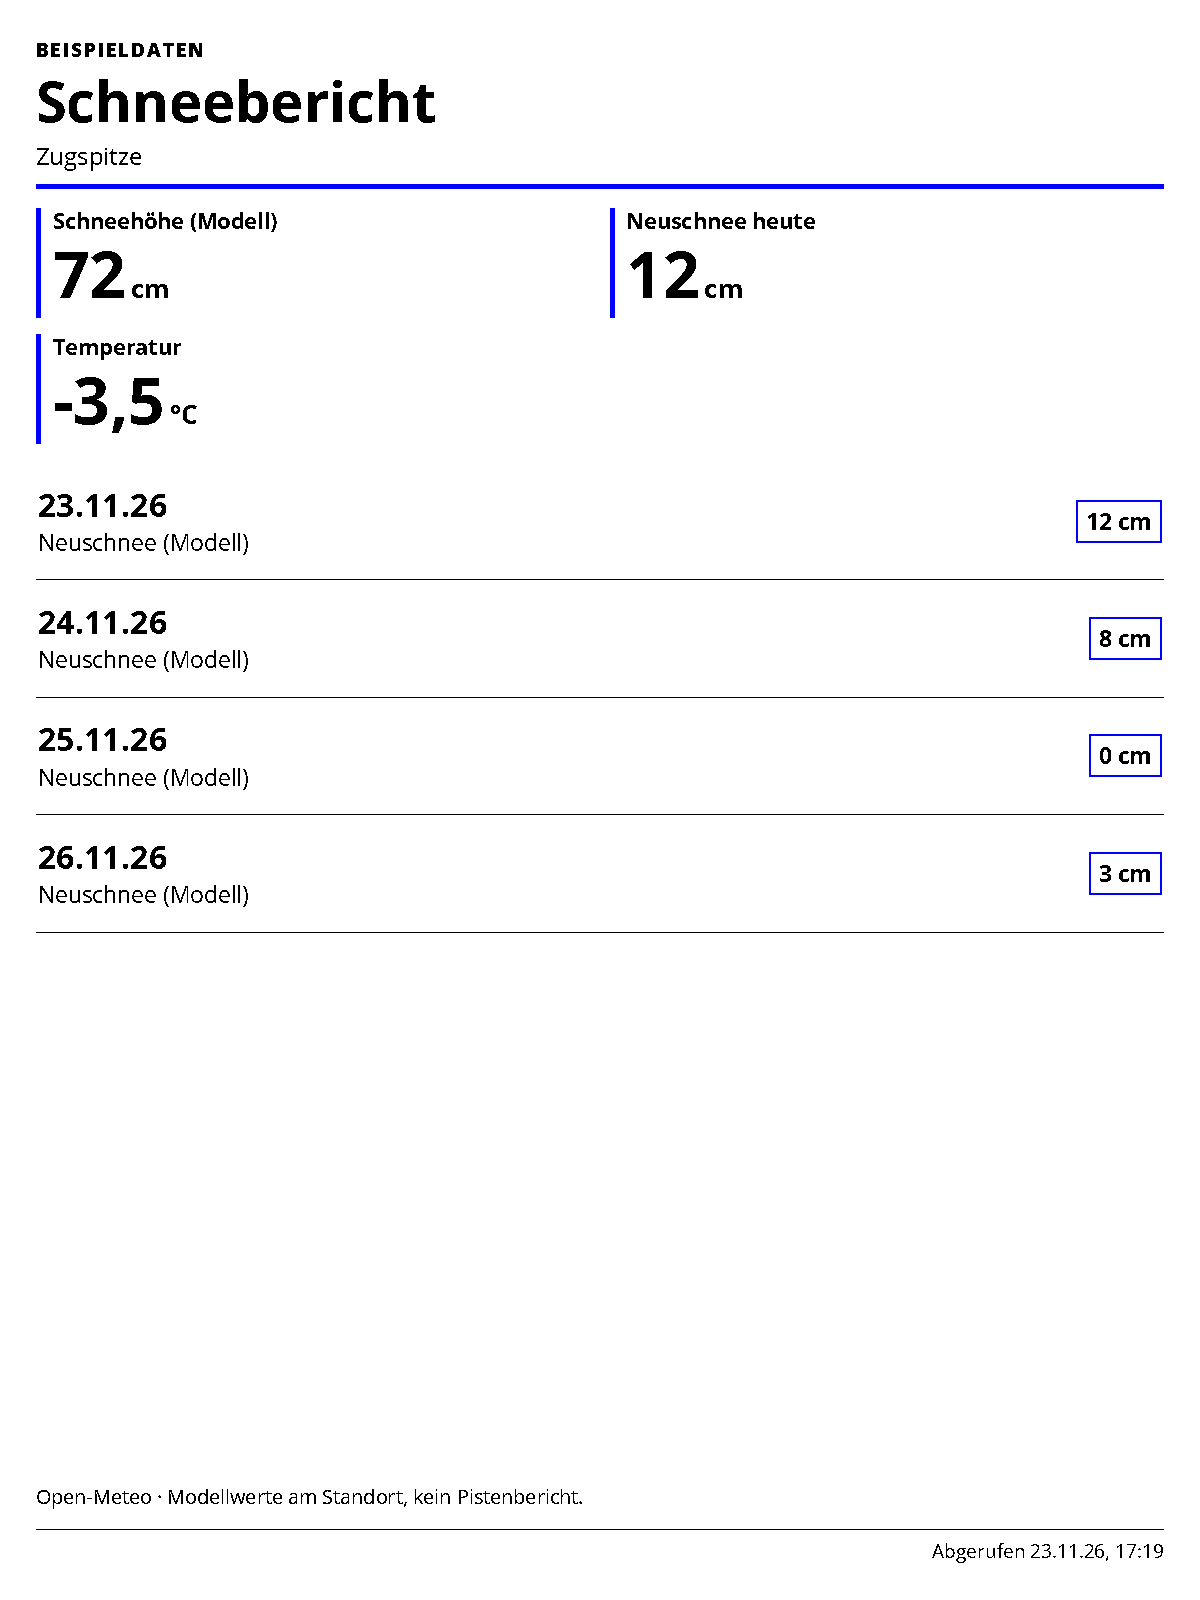 BEISPIELDATEN
Schneebericht
Zugspitze
Schneehöhe (Modell)
72 cm
Neuschnee heute
12 cm
Temperatur
-3,5 °C
23.11.26
Neuschnee (Modell)
12 cm
24.11.26
Neuschnee (Modell)
8 cm
25.11.26
Neuschnee (Modell)
0 cm
26.11.26
Neuschnee (Modell)
3 cm
Open-Meteo · Modellwerte am Standort, kein Pistenbericht.
Abgerufen 23.11.26, 17:19